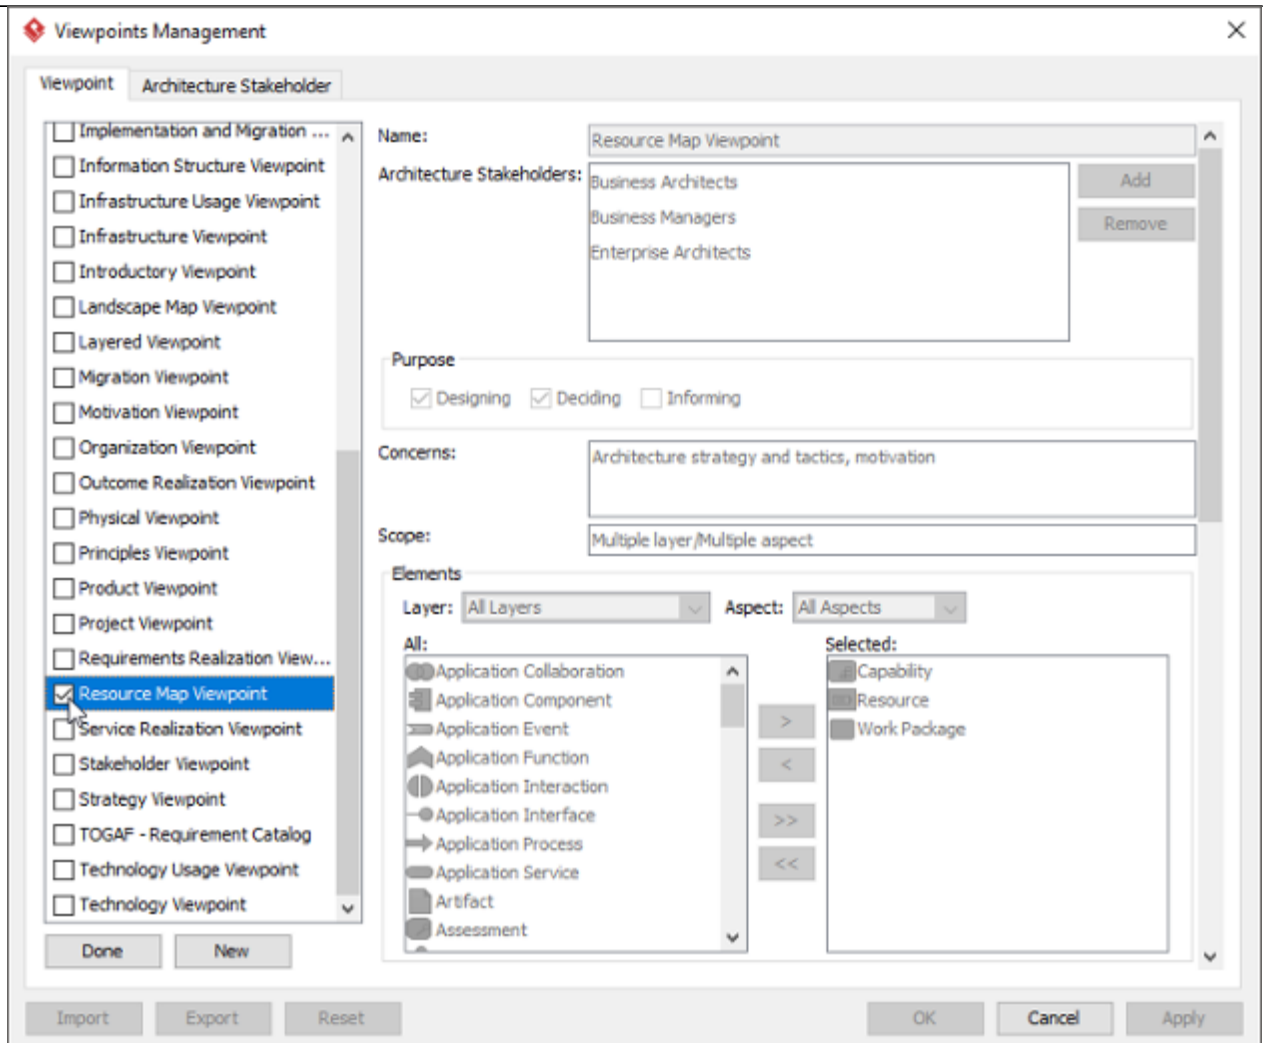 Viewpoints Management
Viewpoint
Architecture Stakeholder
Implementation and Migration ...
Information Structure Viewpoint
Infrastructure Usage Viewpoint
Infrastructure Viewpoint
Introductory Viewpoint
Landscape Map Viewpoint
Layered Viewpoint
Migration Viewpoint
Motivation Viewpoint
Organization Viewpoint
Outcome Realization Viewpoint
Physical Viewpoint
Principles Viewpoint
Product Viewpoint
Project Viewpoint
Requirements Realization View...
Resource Map Viewpoint
Service Realization Viewpoint
Stakeholder Viewpoint
Strategy Viewpoint
TOGAF - Requirement Catalog
Technology Usage Viewpoint
Technology Viewpoint
Done
New
Name:
Resource Map Viewpoint
Architecture Stakeholders:
Business Architects
Business Managers
Enterprise Architects
Add
Remove
Purpose
Designing
Deciding
Informing
Concerns:
Architecture strategy and tactics, motivation
Scope:
Multiple layer/Multiple aspect
Elements
Layer:
All Layers
Aspect:
All Aspects
All:
Application Collaboration
Application Component
Application Event
Application Function
Application Interaction
Application Interface
Application Process
Application Service
Artifact
Assessment
>
<
>>
<<
Selected:
Capability
Resource
Work Package
Import
Export
Reset
OK
Cancel
Apply